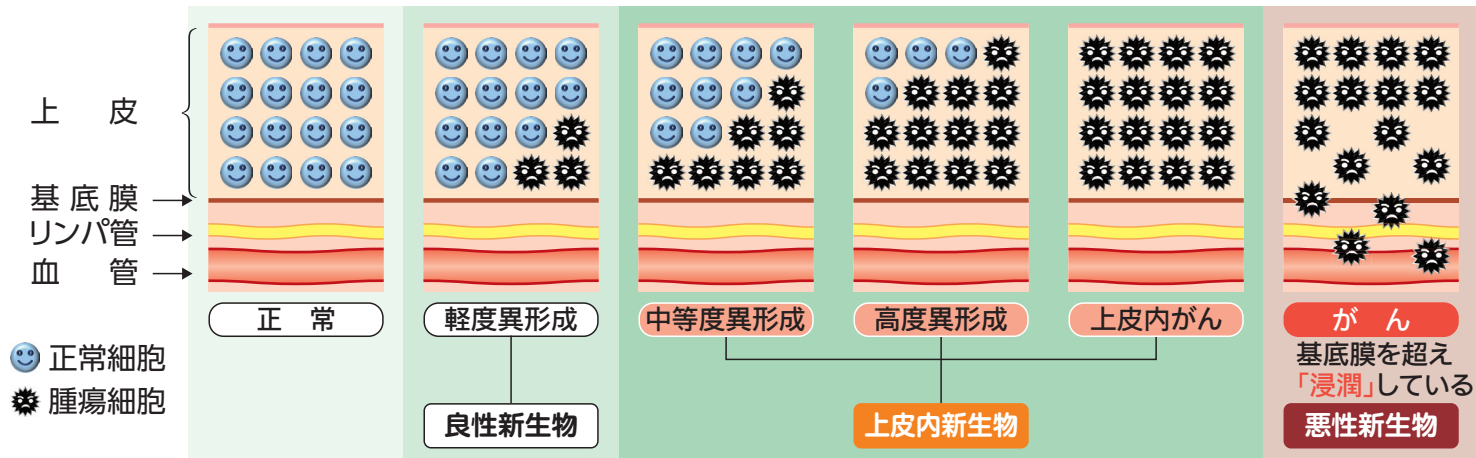 上皮
基底膜
リンパ管
血管
正常細胞
腫瘍細胞
正常
軽度異形成
中等度異形成
高度異形成
上皮内がん
がん
基底膜を超え
「浸潤」している
良性新生物
上皮内新生物
悪性新生物